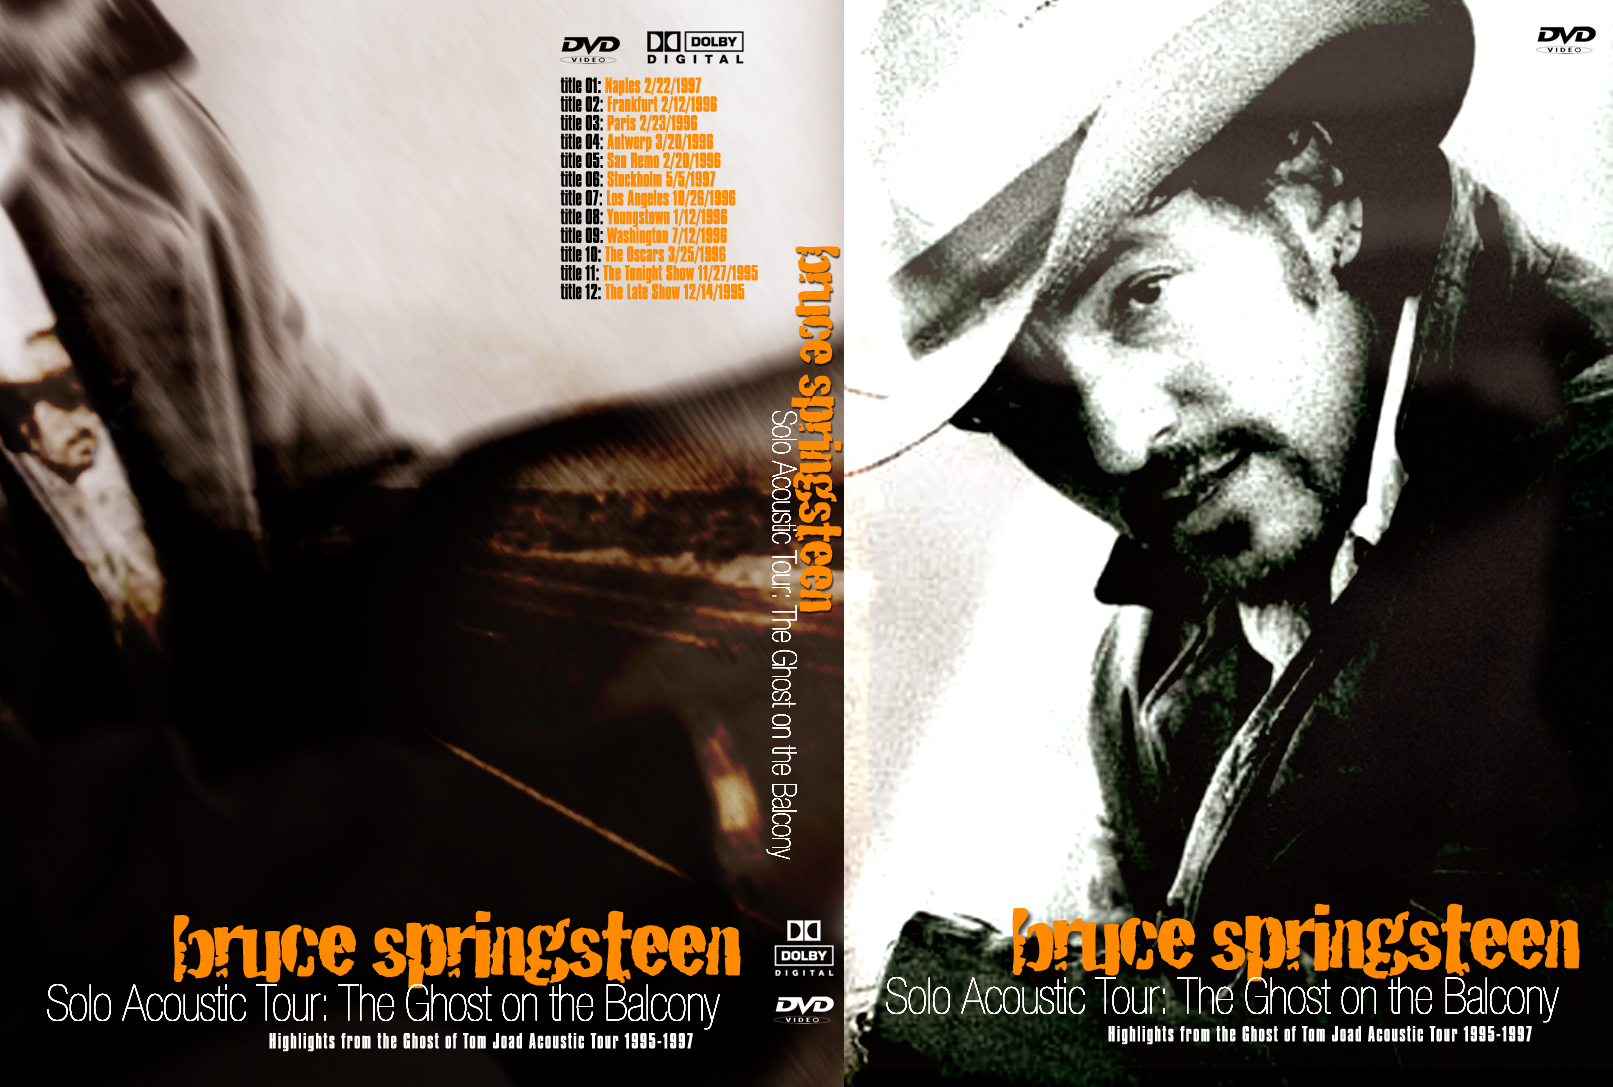 DVD
VIDEO
DOLBY
DIGITAL
title 01: Naples 2/22/1997
title 02: Frankfurt 2/12/1996
title 03: Paris 2/23/1996
title 04: Antwerp 3/20/1996
title 05: San Remo 2/20/1996
title 06: Stockholm 5/5/1997
title 07: Los Angeles 10/26/1996
title 08: Youngstown 1/12/1996
title 09: Washington 7/12/1996
title 10: The Oscars 3/25/1996
title 11: The Tonight Show 11/27/1995
title 12: The Late Show 12/14/1995
bruce springsteen
Solo Acoustic Tour: The Ghost on the Balcony
Highlights from the Ghost of Tom Joad Acoustic Tour 1995-1997
bruce springsteen
Solo Acoustic Tour: The Ghost on the Balcony
DOLBY
DIGITAL
DVD
VIDEO
DVD
VIDEO
bruce springsteen
Solo Acoustic Tour: The Ghost on the Balcony
Highlights from the Ghost of Tom Joad Acoustic Tour 1995-1997